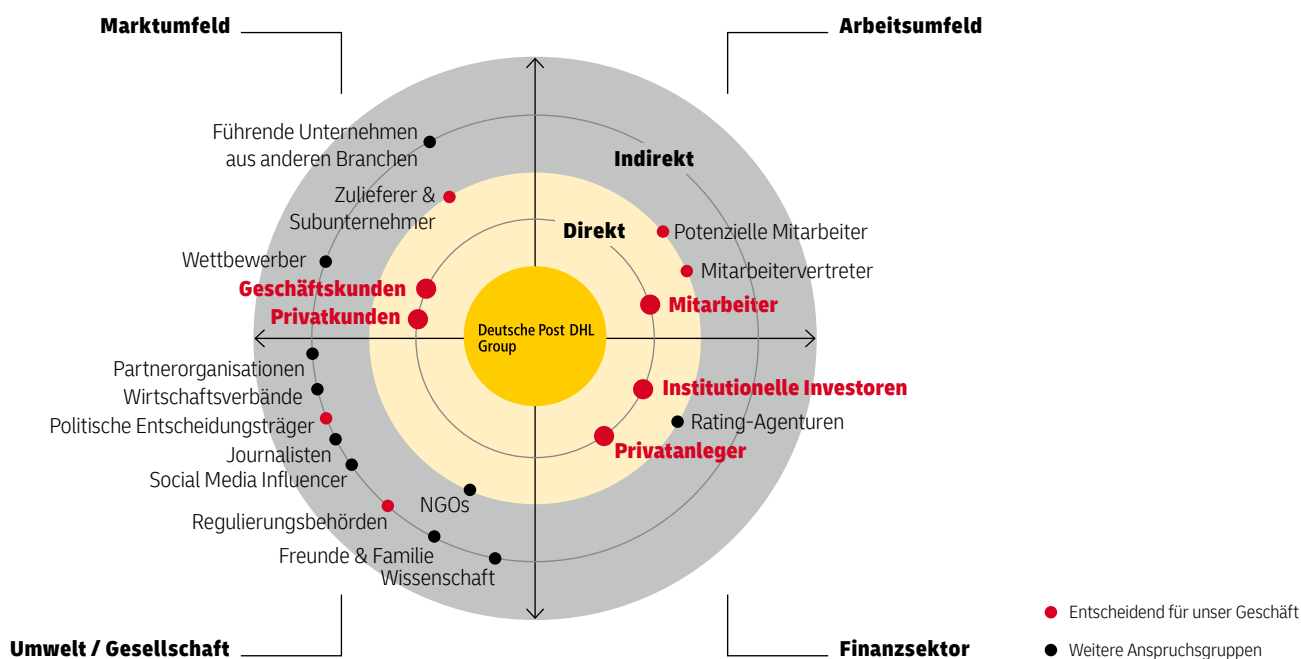 Marktumfeld
Arbeitsumfeld
Führende Unternehmen
aus anderen Branchen
Indirekt
Zulieferer &
Subunternehmer
Direkt
Potenzielle Mitarbeiter
Wettbewerber
Mitarbeitervertreter
Geschäftskunden
Mitarbeiter
Privatkunden
Deutsche Post DHL
Group
Partnerorganisationen
Institutionelle Investoren
Wirtschaftsverbände
Rating-Agenturen
Politische Entscheidungsträger
Privatanleger
Journalisten
Social Media Influencer
NGOs
Regulierungsbehörden
Freunde & Familie
Wissenschaft
Entscheidend für unser Geschäft
Umwelt / Gesellschaft
Finanzsektor
Weitere Anspruchsgruppen